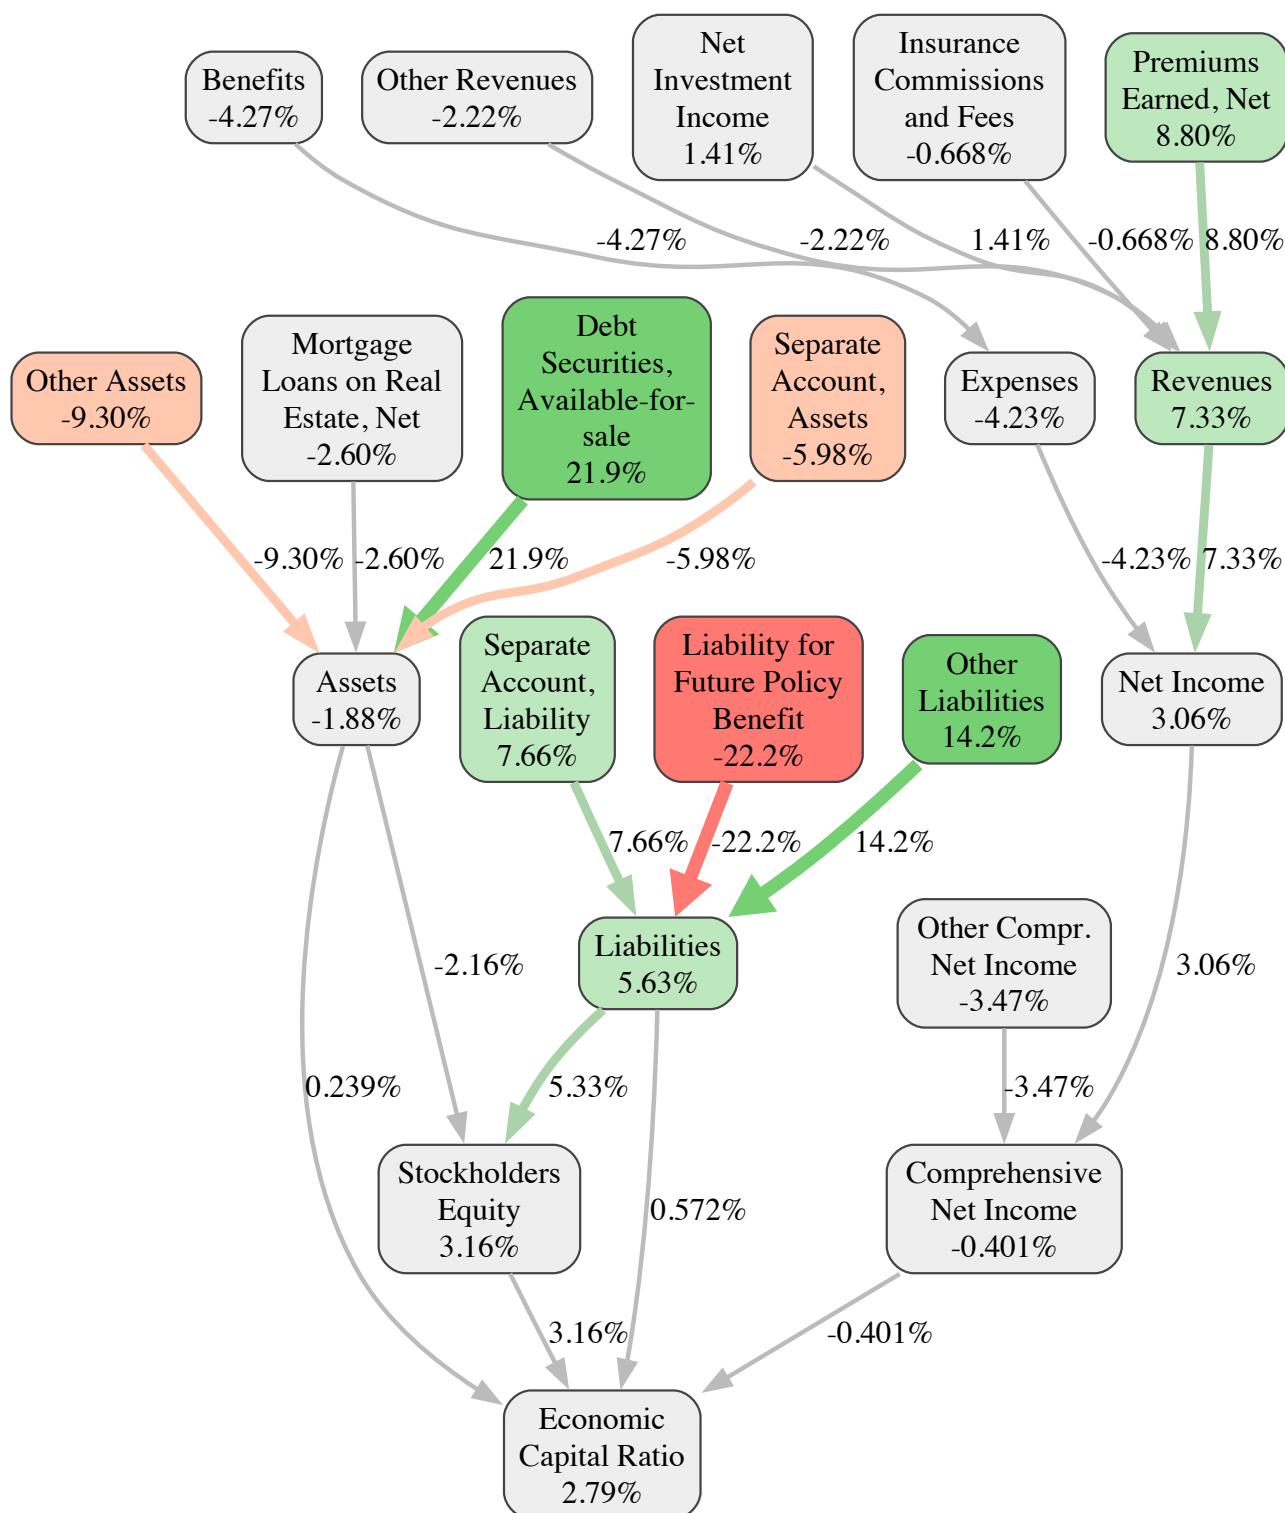 Benefits
-4.27%
Other Revenues
-2.22%
Net
Investment
Income
1.41%
Insurance
Commissions
and Fees
-0.668%
Premiums
Earned, Net
8.80%
-4.27%
-2.22%
1.41%
-0.668%
8.80%
Other Assets
-9.30%
Mortgage
Loans on Real
Estate, Net
-2.60%
Debt
Securities,
Available-for-
sale
21.9%
Separate
Account,
Assets
-5.98%
Expenses
-4.23%
Revenues
7.33%
-9.30%
-2.60%
21.9%
-5.98%
-4.23%
7.33%
Assets
-1.88%
Separate
Account,
Liability
7.66%
Liability for
Future Policy
Benefit
-22.2%
Other
Liabilities
14.2%
Net Income
3.06%
7.66%
-22.2%
14.2%
Liabilities
5.63%
Other Compr.
Net Income
-3.47%
-2.16%
3.06%
0.239%
5.33%
-3.47%
Stockholders
Equity
3.16%
0.572%
Comprehensive
Net Income
-0.401%
3.16%
-0.401%
Economic
Capital Ratio
2.79%